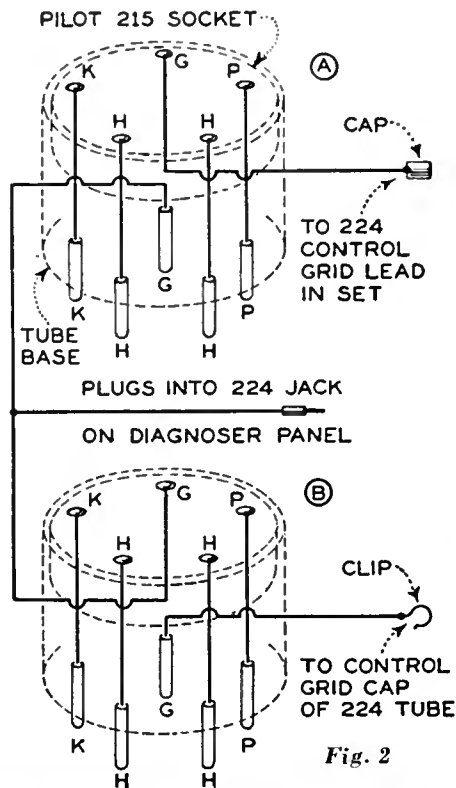 PILOT 215 SOCKET
K
G
P
A
H
H
CAP
TO 224
CONTROL
GRID LEAD
IN SET
G
K
P
H
H
TUBE
BASE
PLUGS INTO 224 JACK
ON DIAGNOSER PANEL
K
G
P
B
H
H
CLIP
TO CONTROL
GRID CAP
OF 224 TUBE
G
K
P
H
H
Fig. 2